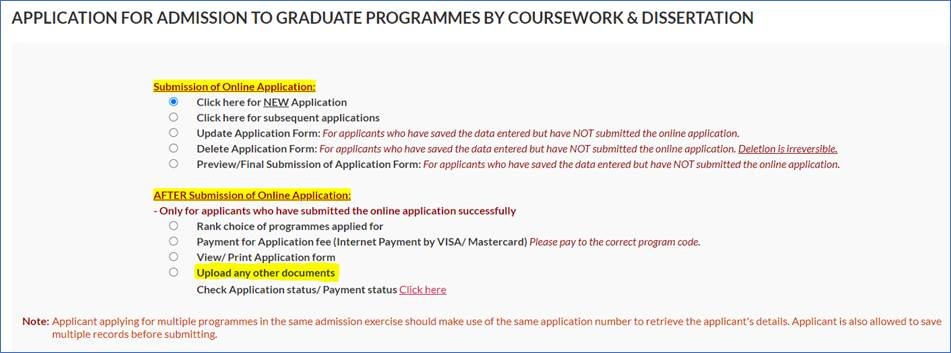 APPLICATION FOR ADMISSION TO GRADUATE PROGRAMMES BY COURSEWORK & DISSERTATION
Submission of Online Application:
Click here for NEW Application
Click here for subsequent applications
Update Application Form: For applicants who have saved the data entered but have NOT submitted the online application.
Delete Application Form: For applicants who have saved the data entered but have NOT submitted the online application. Deletion is irreversible.
Preview/Final Submission of Application Form: For applicants who have saved the data entered but have NOT submitted the online application.
AFTER Submission of Online Application:
- Only for applicants who have submitted the online application successfully
Rank choice of programmes applied for
Payment for Application fee (Internet Payment by VISA/ Mastercard) Please pay to the correct program code.
View/ Print Application form
Upload any other documents
Check Application status/ Payment status Click here
Note: Applicant applying for multiple programmes in the same admission exercise should make use of the same application number to retrieve the applicant's details. Applicant is also allowed to save
multiple records before submitting.